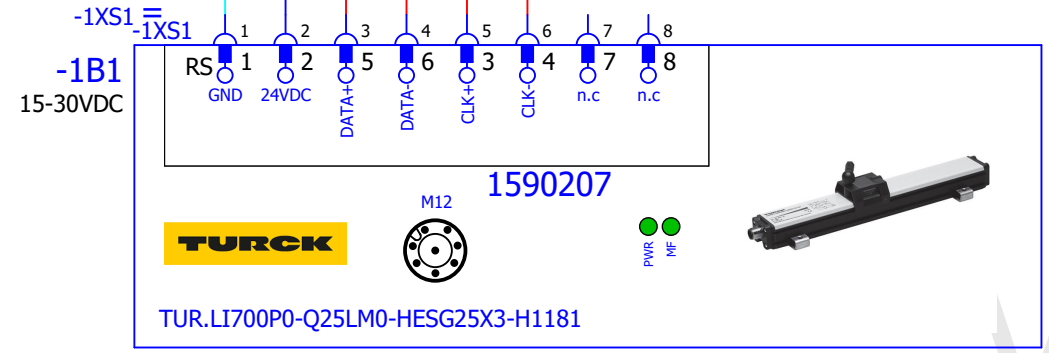 -1XS1 =
-1XS1
1 2 3 4 5 6 7 8
-1B1
15-30VDC
RS 1 2 5 6 3 4 7 8
GND 24VDC DATA+ DATA- CLK+ CLK- n.c n.c
1590207
M12
TURCK
PWR MF
TUR.LI700P0-Q25LM0-HESG25X3-H1181